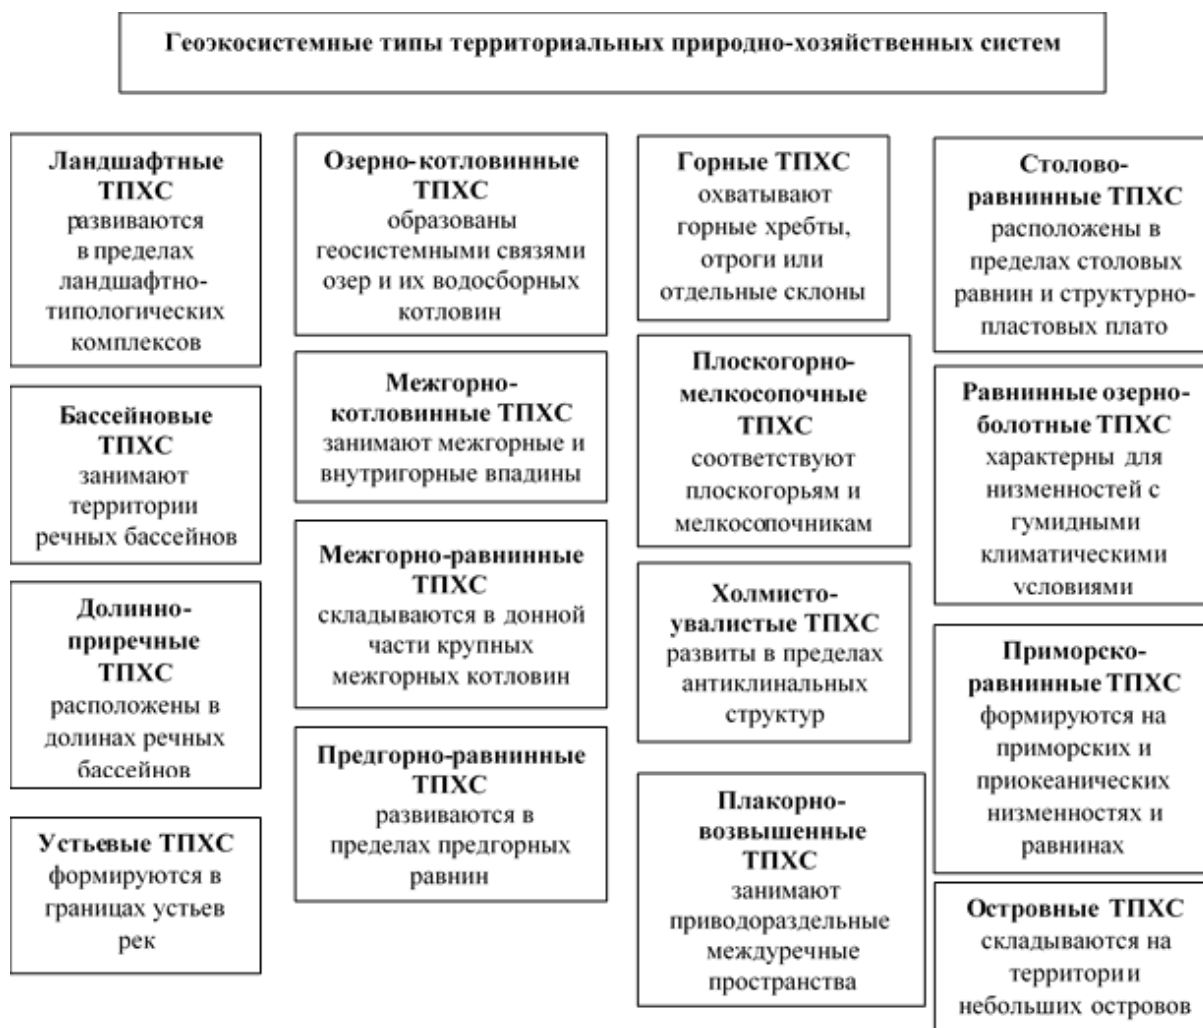 Геоэкосистемные типы территориальных природно-хозяйственных систем
Ландшафтные
ТПХС
развиваются
в пределах
ландшафтно-
типологических
комплексов
Бассейновые
ТПХС
занимают
территории
речных бассейнов
Долинно-
приречные
ТПХС
расположены в
долинах речных
бассейнов
Устьевые ТПХС
формируются в
границах устьев
рек
Озерно-котловинные
ТПХС
образованы
геосистемными связями
озер и их водосборных
котловин
Межгорно-
котловинные ТПХС
занимают межгорные и
внутригорные впадины
Межгорно-равнинные
ТПХС
складываются в донной
части крупных
межгорных котловин
Предгорно-равнинные
ТПХС
развиваются в
пределах предгорных
равнин
Горные ТПХС
охватывают
горные хребты,
отроги или
отдельные склоны
Плоскогорно-
мелкосопочные
ТПХС
соответствуют
плоскогорьям и
мелкосопочникам
Холмисто-
увалистые ТПХС
развиты в пределах
антиклинальных
структур
Плакорно-
возвышенные
ТПХС
занимают
приводораздельные
междуречные
пространства
Столово-
равнинные ТПХС
расположены в
пределах столовых
равнин и структурно-
пластовых плато
Равнинные озерно-
болотные ТПХС
характерны для
низменностей с
гумидными
климатическими
условиями
Приморско-
равнинные ТПХС
формируются на
приморских и
приокеанических
низменностях и
равнинах
Островные ТПХС
складываются на
территории
небольших островов